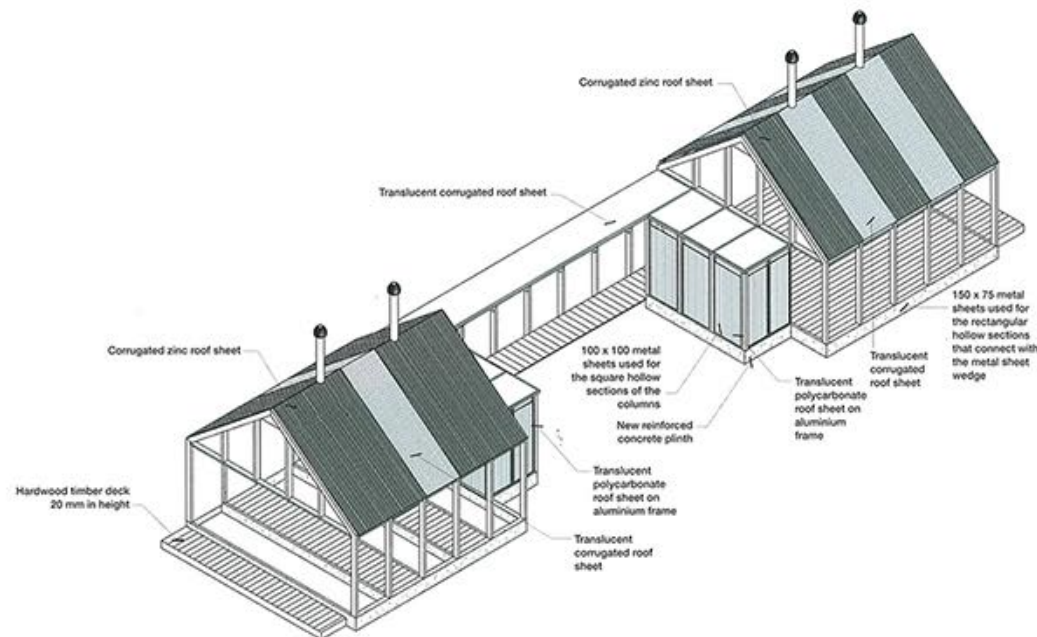 Corrugated zinc roof sheet
Translucent corrugated roof sheet
Corrugated zinc roof sheet
150 x 75 metal
sheets used for
the rectangular
hollow sections
that connect with
the metal sheet
wedge
Translucent
corrugated
roof sheet
100 x 100 metal
sheets used for
the square hollow
sections of the
columns
Translucent
polycarbonate
roof sheet on
aluminium
frame
New reinforced
concrete plinth
Hardwood timber deck
20 mm in height
Translucent
polycarbonate
roof sheet on
aluminium frame
Translucent
corrugated roof
sheet